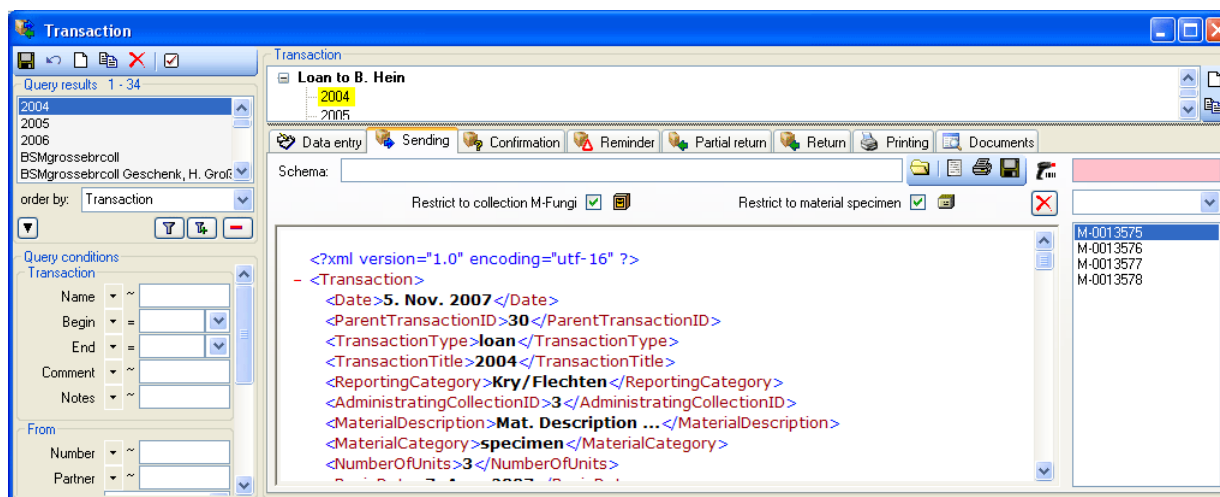 Transaction
Query results 1 - 34
2004
2005
2006
BSMgrossebrcoll
BSMgrossebrcoll Geschenk, H. Groß
order by: Transaction
Query conditions
Transaction
Name ~
Begin =
End =
Comment ~
Notes ~
From
Number ~
Partner ~
Transaction
Loan to B. Hein
2004
2005
Data entry Sending Confirmation Reminder Partial return Return Printing Documents
Schema:
Restrict to collection M-Fungi Restrict to material specimen
<?xml version="1.0" encoding="utf-16" ?>
- <Transaction>
<Date>5. Nov. 2007</Date>
<ParentTransactionID>30</ParentTransactionID>
<TransactionType>loan</TransactionType>
<TransactionTitle>2004</TransactionTitle>
<ReportingCategory>Kry/Flechten</ReportingCategory>
<AdministratingCollectionID>3</AdministratingCollectionID>
<MaterialDescription>Mat. Description ...</MaterialDescription>
<MaterialCategory>specimen</MaterialCategory>
<NumberOfUnits>3</NumberOfUnits>
M-0013575
M-0013576
M-0013577
M-0013578